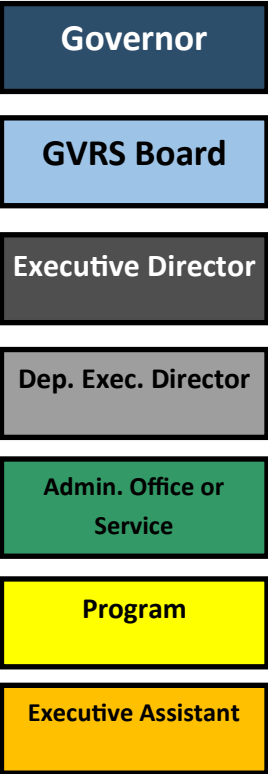 Governor
GVRS Board
Executive Director
Dep. Exec. Director
Admin. Office or
Service
Program
Executive Assistant